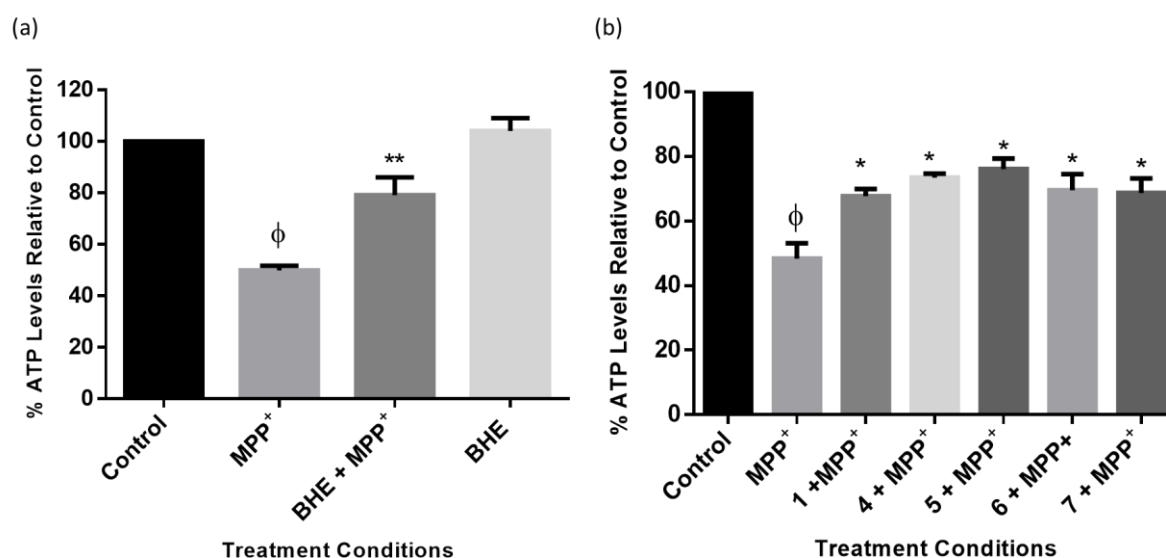 (a)
% ATP Levels Relative to Control
120
100
80
60
40
20
0
ϕ
**
Control
MPP⁺
BHE + MPP⁺
BHE
Treatment Conditions
(b)
% ATP Levels Relative to Control
100
80
60
40
20
0
ϕ
*
*
*
*
*
Control
MPP⁺
1 +MPP⁺
4 + MPP⁺
5 + MPP⁺
6 + MPP+
7 + MPP⁺
Treatment Conditions